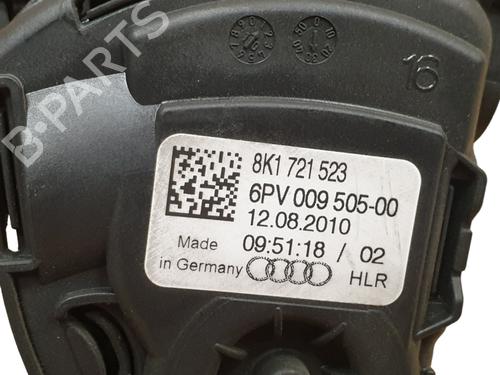 B-PARTS
16
8K1 721 523
6PV 009 505-00
12.08.2010
Made 09:51:18 / 02
in Germany HLR